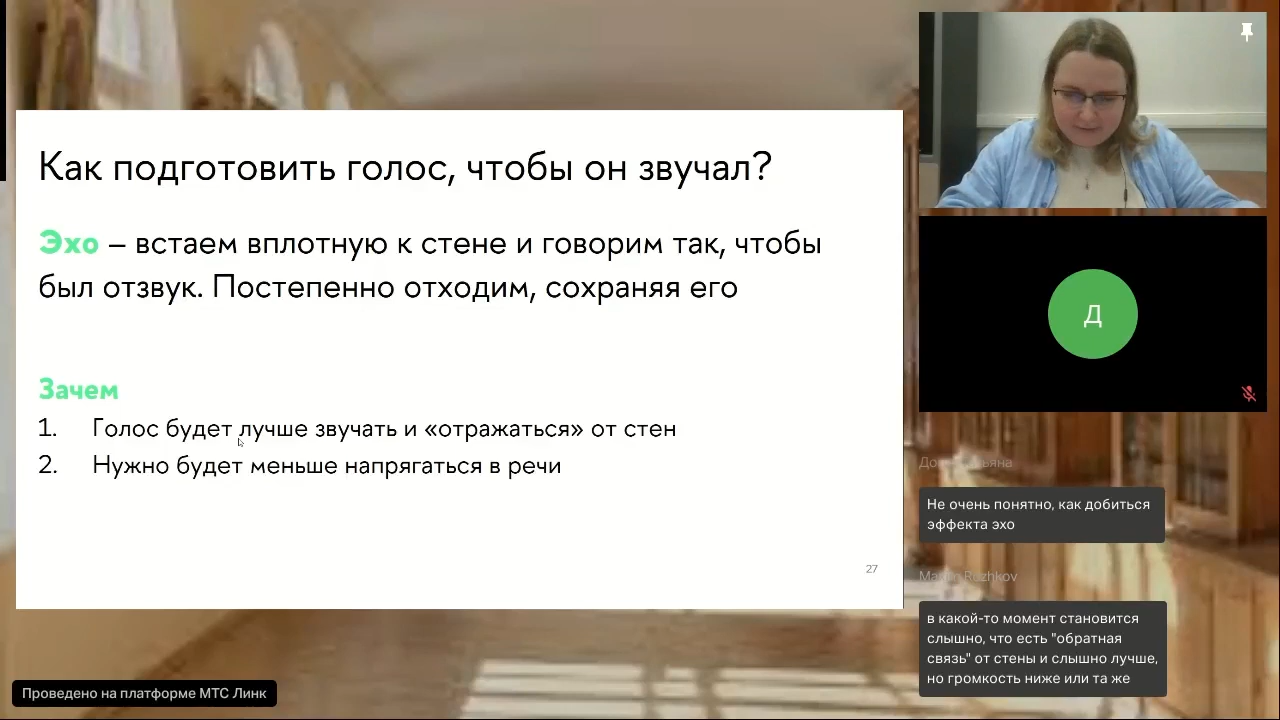 Как подготовить голос, чтобы он звучал?
Эхо – встаем вплотную к стене и говорим так, чтобы
был отзвук. Постепенно отходим, сохраняя его
Зачем
1. Голос будет лучше звучать и «отражаться» от стен
2. Нужно будет меньше напрягаться в речи
27
Д
Не очень понятно, как добиться
эффекта эхо
в какой-то момент становится
слышно, что есть "обратная
связь" от стены и слышно лучше,
но громкость ниже или та же
Проведено на платформе МТС Линк